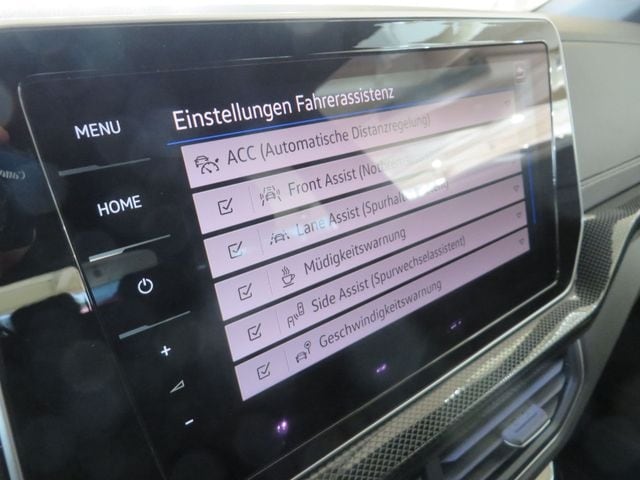 Einstellungen Fahrerassistenz
MENU
ACC (Automatische Distanzregelung)
Front Assist
HOME
Lane Assist
Müdigkeitswarnung
Side Assist (Spurwechselassistent)
Geschwindigkeitswarnung
+
-